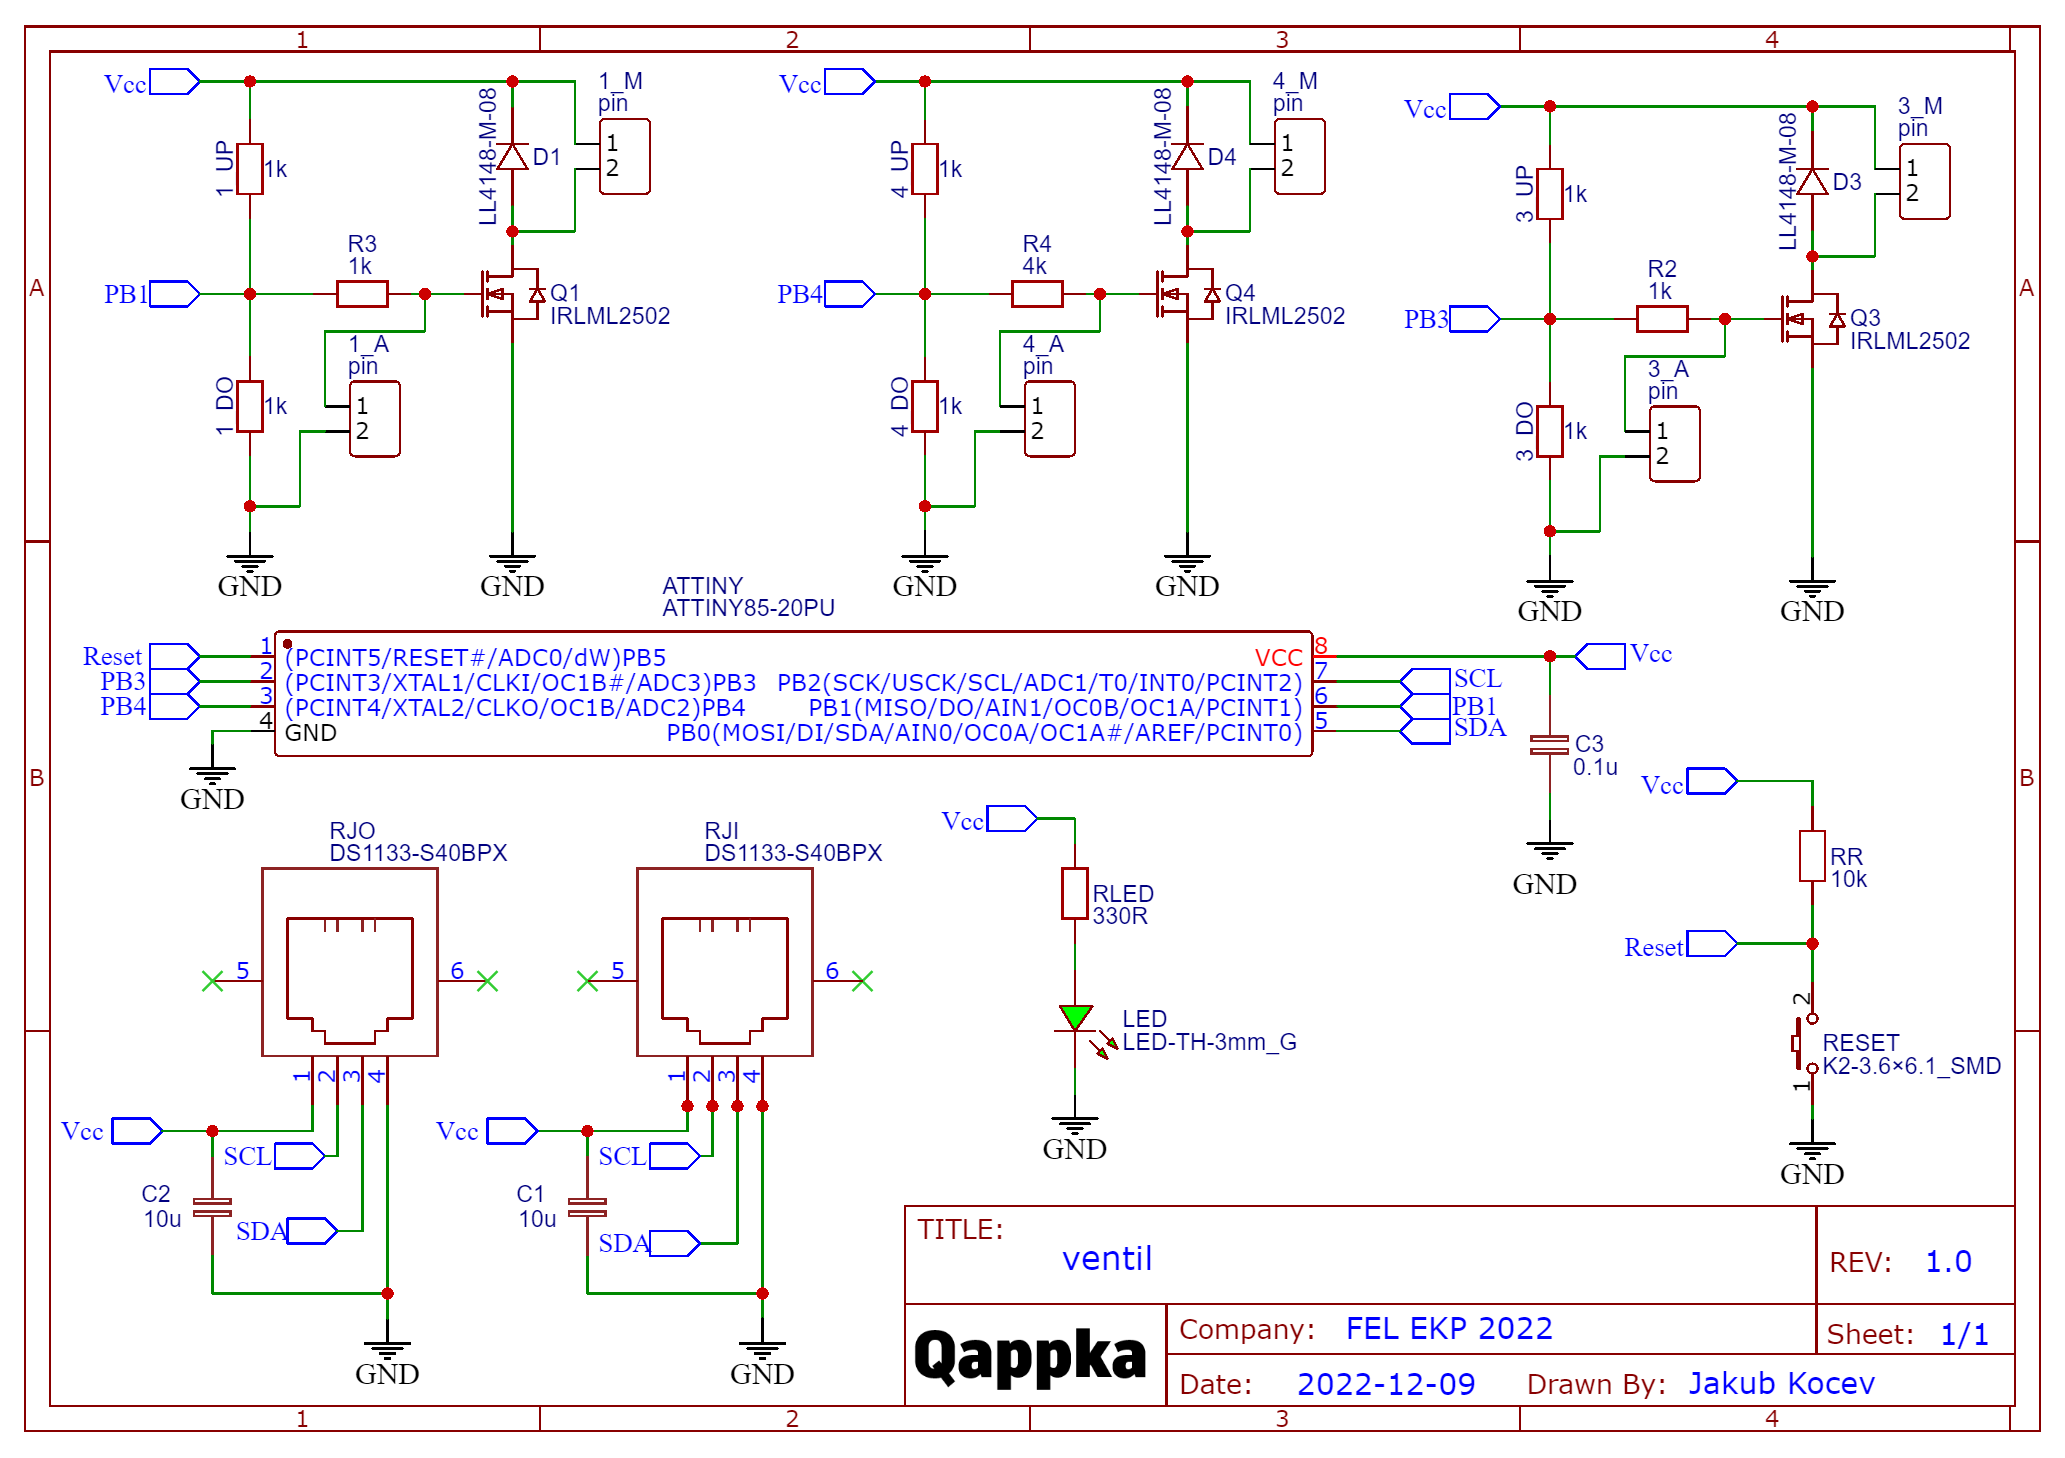 1 2 3 4
A A
B B
Vcc
1_UP
1k
LL4148-M-08
D1
1_M
pin
1
2
PB1
R3
1k
Q1
IRLML2502
1_A
pin
1
2
1_DO
1k
GND
GND
Vcc
4_UP
1k
LL4148-M-08
D4
4_M
pin
1
2
PB4
R4
4k
Q4
IRLML2502
4_A
pin
1
2
4_DO
1k
GND
GND
Vcc
3_UP
1k
LL4148-M-08
D3
3_M
pin
1
2
PB3
R2
1k
Q3
IRLML2502
3_A
pin
1
2
3_DO
1k
GND
GND
ATTINY
ATTINY85-20PU
Reset 1 (PCINT5/RESET#/ADC0/dW)PB5
PB3 2 (PCINT3/XTAL1/CLKI/OC1B#/ADC3)PB3
PB4 3 (PCINT4/XTAL2/CLKO/OC1B/ADC2)PB4
4 GND
GND
VCC 8 Vcc
PB2(SCK/USCK/SCL/ADC1/T0/INT0/PCINT2) 7 SCL
PB1(MISO/DO/AIN1/OC0B/OC1A/PCINT1) 6 PB1
PB0(MOSI/DI/SDA/AIN0/OC0A/OC1A#/AREF/PCINT0) 5 SDA
C3
0.1u
GND
RJO
DS1133-S40BPX
5 6
1 2 3 4
Vcc
SCL
C2
10u
SDA
GND
RJI
DS1133-S40BPX
5 6
1 2 3 4
Vcc
SCL
C1
10u
SDA
GND
Vcc
RLED
330R
LED
LED-TH-3mm_G
GND
Vcc
RR
10k
Reset
2
RESET
K2-3.6×6.1_SMD
1
GND
TITLE:
ventil
REV: 1.0
Qappka
Company: FEL EKP 2022
Sheet: 1/1
Date: 2022-12-09 Drawn By: Jakub Kocev
1 2 3 4